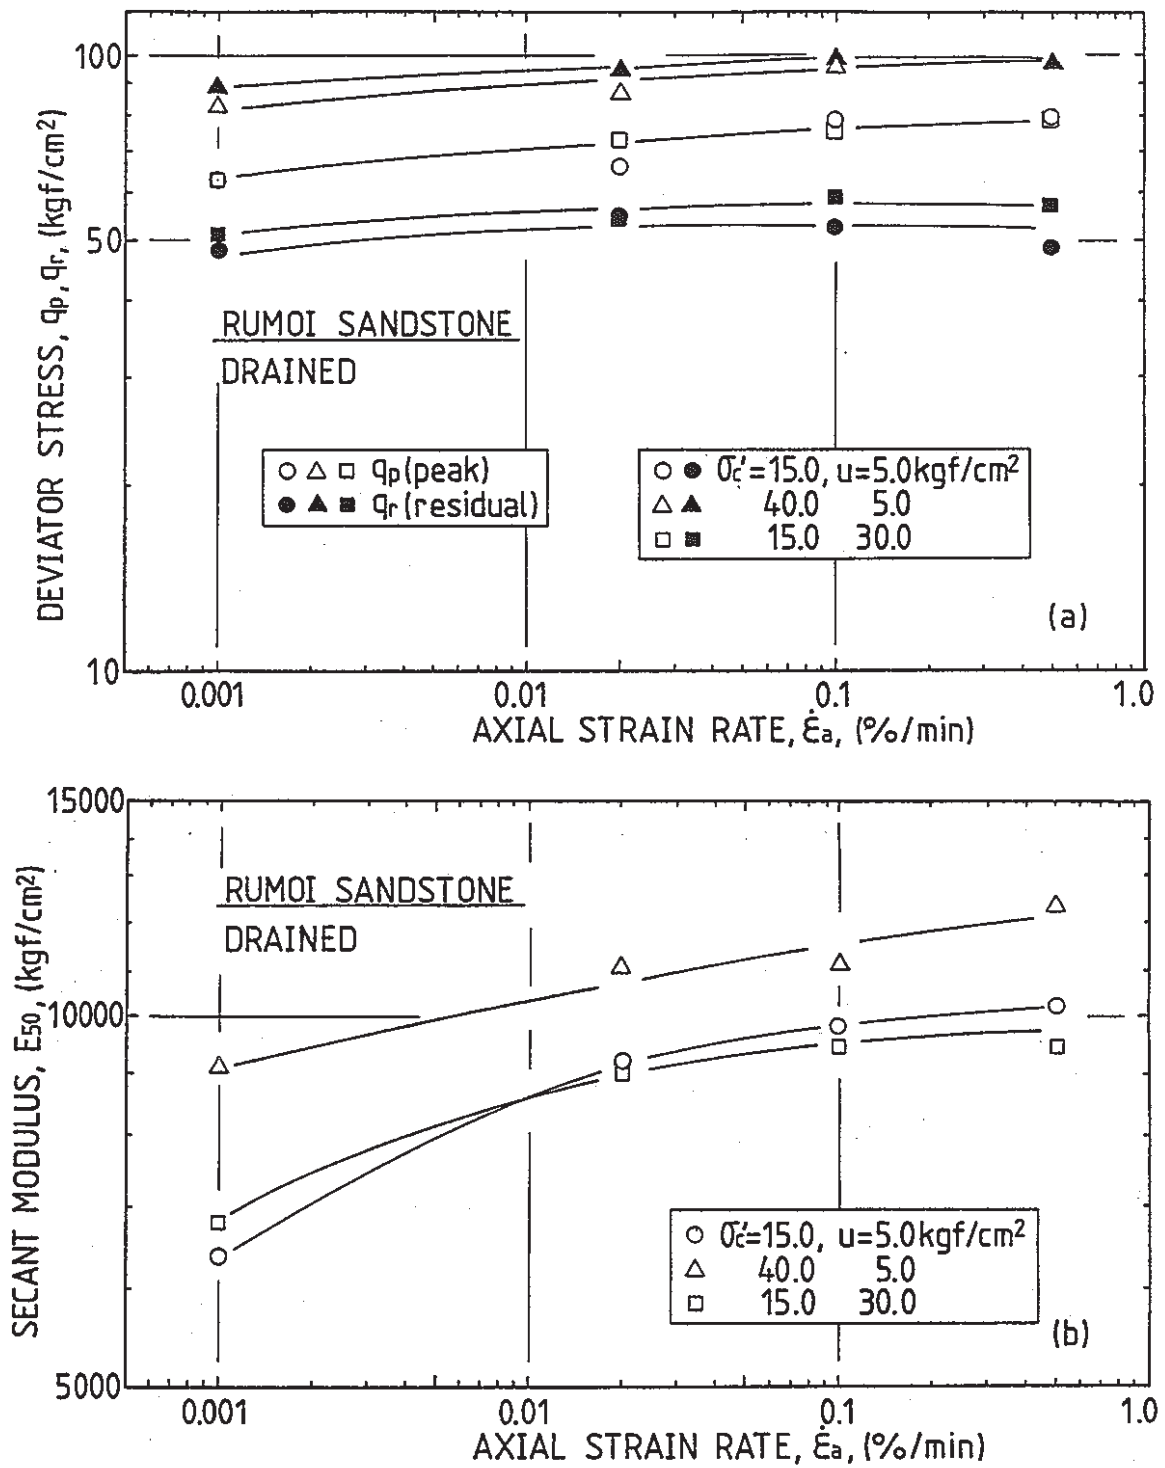 100
50
10
DEVIATOR STRESS, qp, qr, (kgf/cm²)
RUMOI SANDSTONE
DRAINED
○ △ □ qp (peak)
● ▲ ■ qr (residual)
○ ● σc'=15.0, u=5.0kgf/cm²
△ ▲ 40.0 5.0
□ ■ 15.0 30.0
(a)
0.001 0.01 0.1 1.0
AXIAL STRAIN RATE, ε̇a, (%/min)
15000
10000
5000
SECANT MODULUS, E50, (kgf/cm²)
RUMOI SANDSTONE
DRAINED
○ σc'=15.0, u=5.0kgf/cm²
△ 40.0 5.0
□ 15.0 30.0
(b)
0.001 0.01 0.1 1.0
AXIAL STRAIN RATE, ε̇a, (%/min)